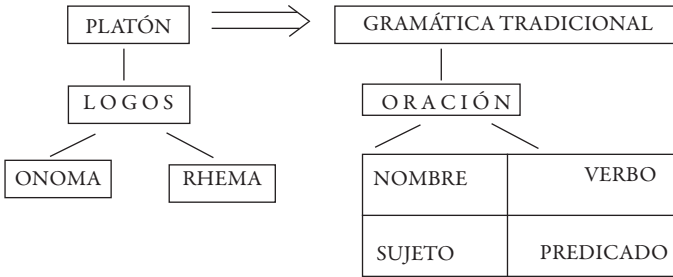 PLATÓN
GRAMÁTICA TRADICIONAL
LOGOS
ORACIÓN
ONOMA
RHEMA
NOMBRE
VERBO
SUJETO
PREDICADO